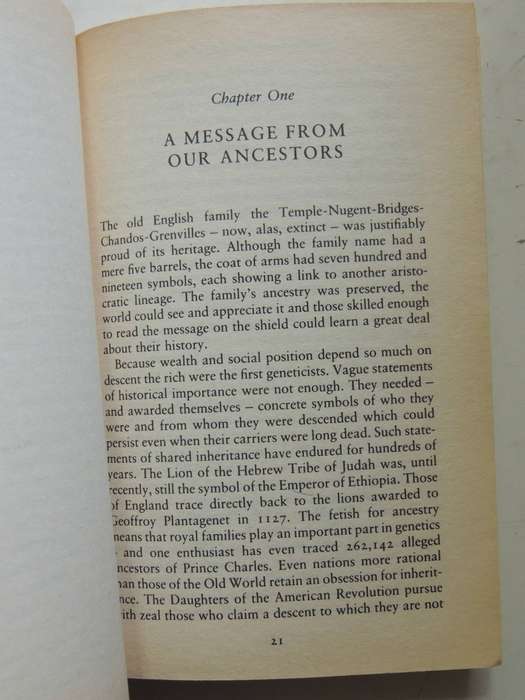 Chapter One
A MESSAGE FROM
OUR ANCESTORS
The old English family the Temple-Nugent-Bridges-
Chandos-Grenvilles – now, alas, extinct – was justifiably
proud of its heritage. Although the family name had a
mere five barrels, the coat of arms had seven hundred and
nineteen symbols, each showing a link to another aristo-
cratic lineage. The family's ancestry was preserved, the
world could see and appreciate it and those skilled enough
to read the message on the shield could learn a great deal
about their history.
Because wealth and social position depend so much on
descent the rich were the first geneticists. Vague statements
of historical importance were not enough. They needed –
and awarded themselves – concrete symbols of who they
were and from whom they were descended which could
persist even when their carriers were long dead. Such state-
ments of shared inheritance have endured for hundreds of
years. The Lion of the Hebrew Tribe of Judah was, until
recently, still the symbol of the Emperor of Ethiopia. Those
of England trace directly back to the lions awarded to
Geoffroy Plantagenet in 1127. The fetish for ancestry
means that royal families play an important part in genetics
– and one enthusiast has even traced 262,142 alleged
ancestors of Prince Charles. Even nations more rational
than those of the Old World retain an obsession for inherit-
ance. The Daughters of the American Revolution pursue
with zeal those who claim a descent to which they are not
21